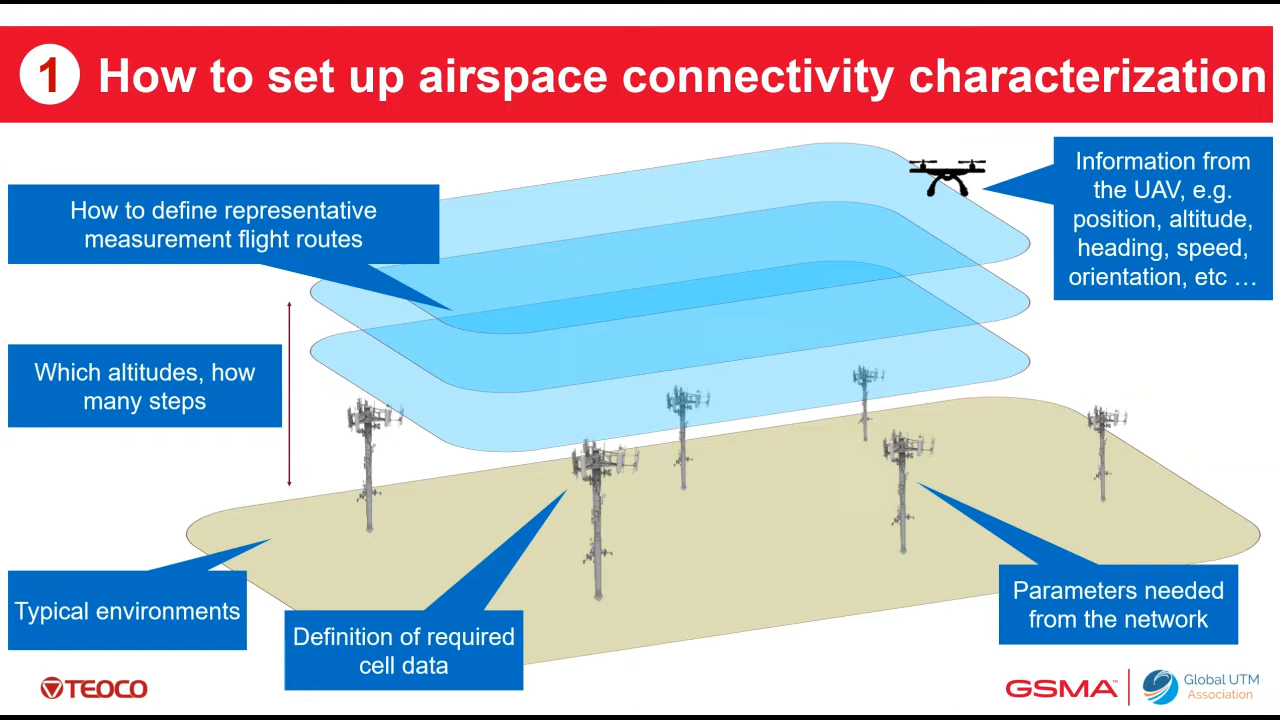 1 How to set up airspace connectivity characterization
Information from
the UAV, e.g.
position, altitude,
heading, speed,
orientation, etc …
How to define representative
measurement flight routes
Which altitudes, how
many steps
Typical environments
Definition of required
cell data
Parameters needed
from the network
TEOCO
GSMA™
Global UTM
Association